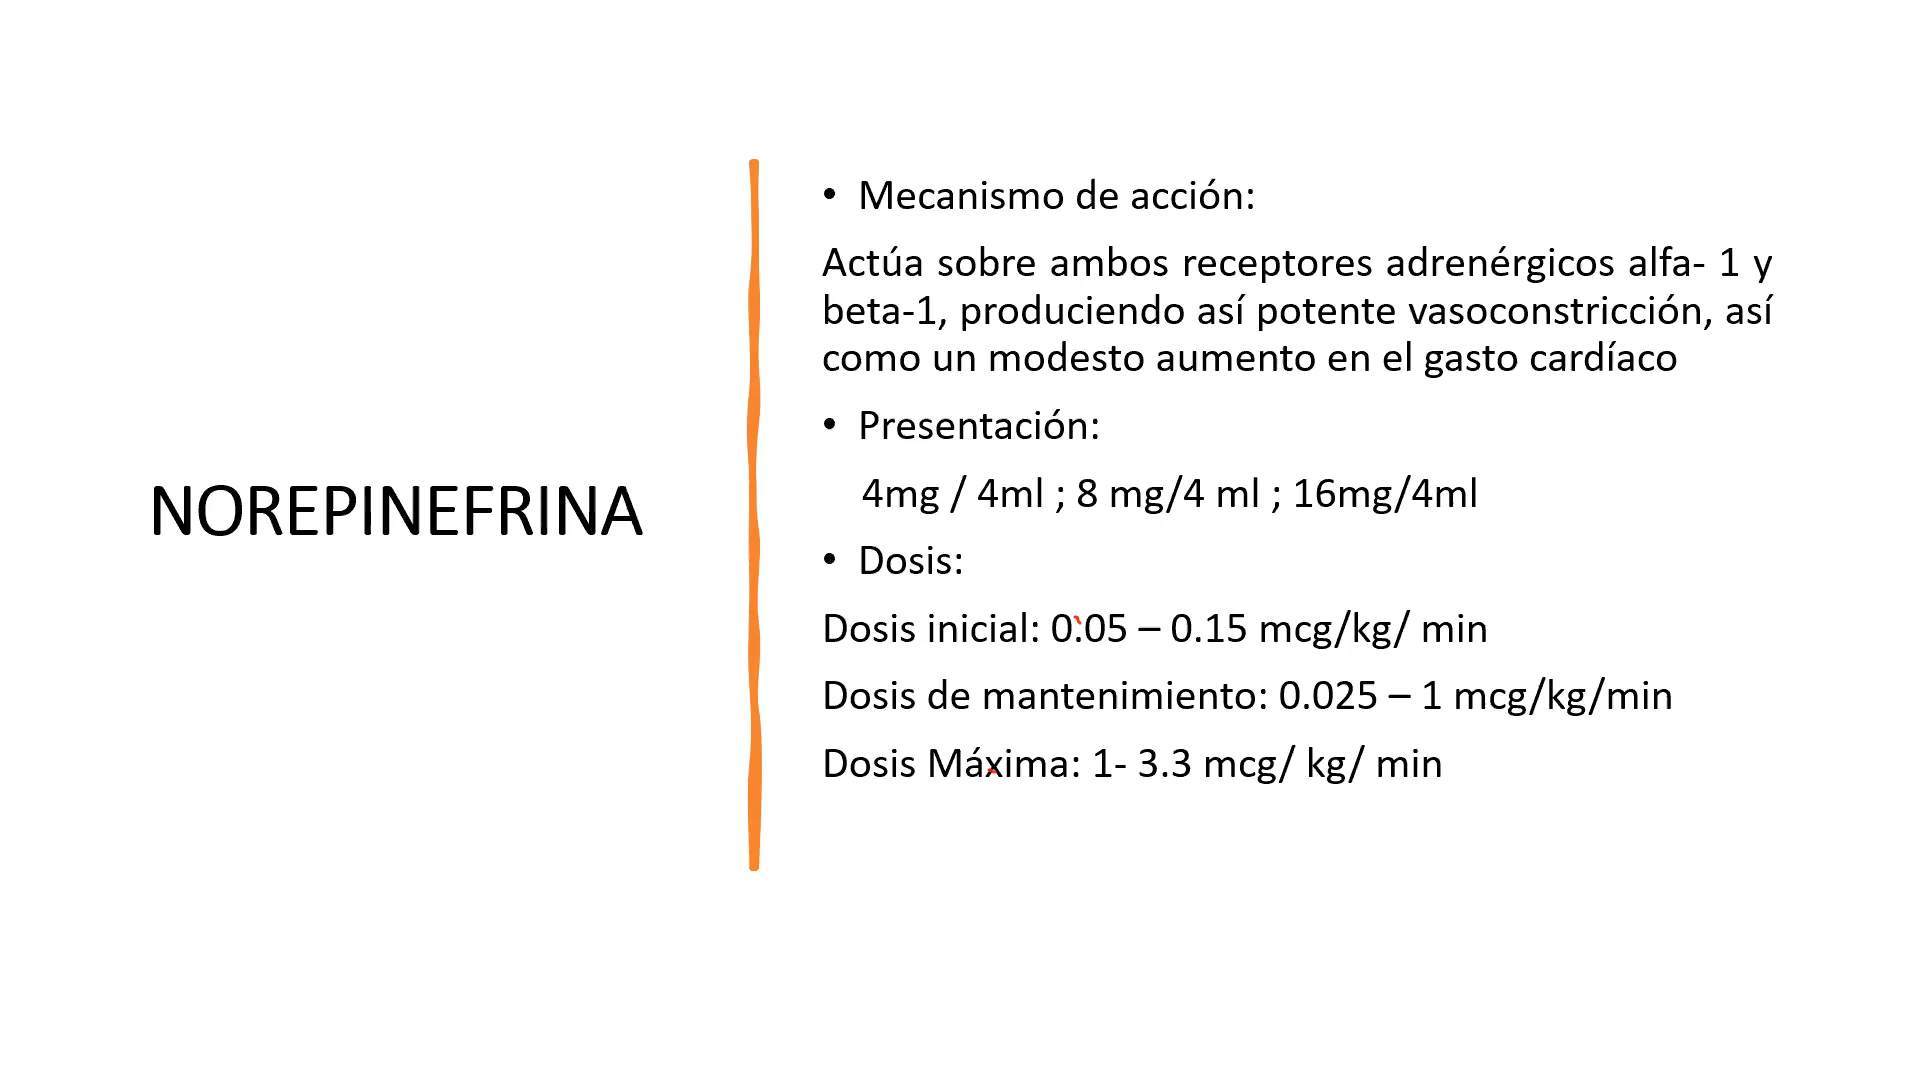 NOREPINEFRINA
• Mecanismo de acción:
Actúa sobre ambos receptores adrenérgicos alfa- 1 y
beta-1, produciendo así potente vasoconstricción, así
como un modesto aumento en el gasto cardíaco
• Presentación:
4mg / 4ml ; 8 mg/4 ml ; 16mg/4ml
• Dosis:
Dosis inicial: 0.05 – 0.15 mcg/kg/ min
Dosis de mantenimiento: 0.025 – 1 mcg/kg/min
Dosis Máxima: 1- 3.3 mcg/ kg/ min